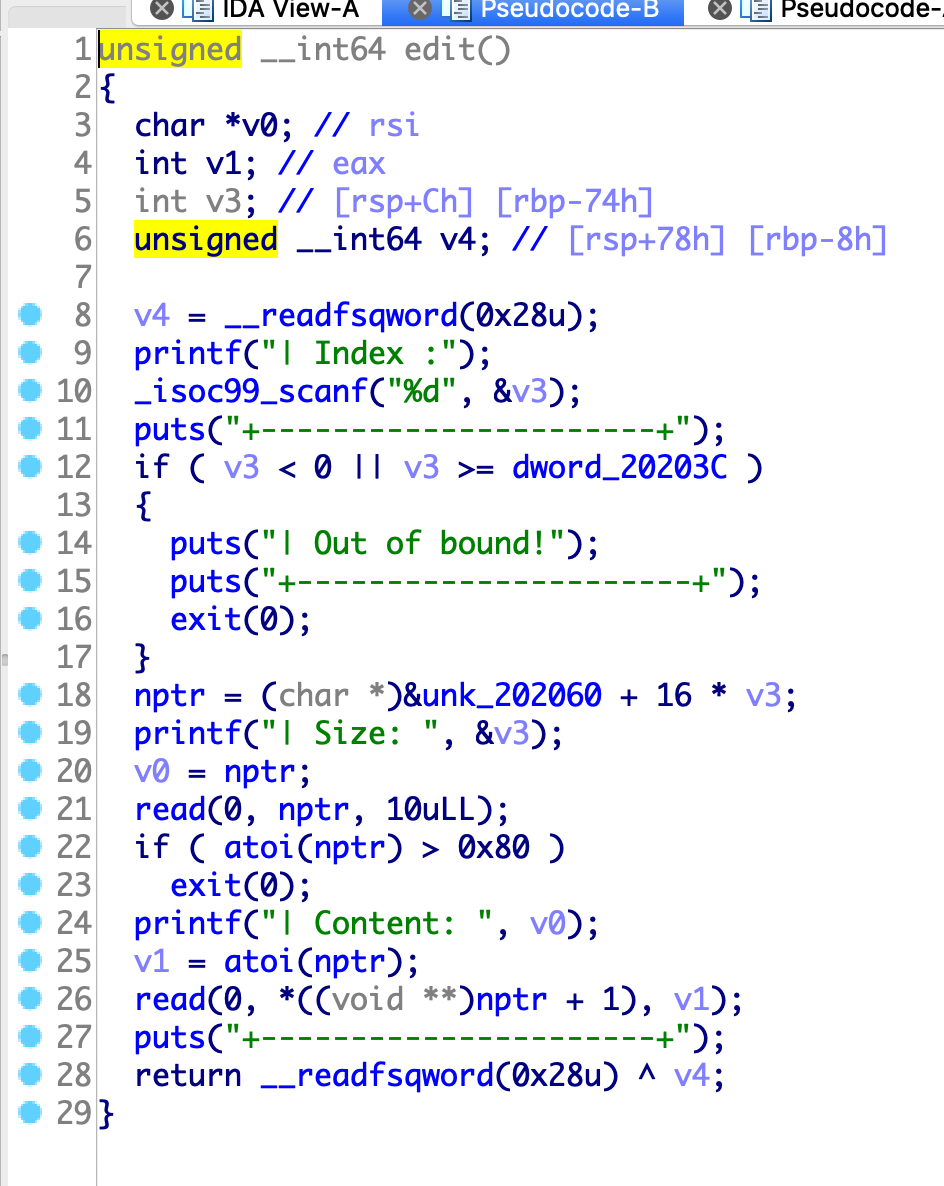 IDA View-A Pseudocode-B Pseudocode-
1 unsigned __int64 edit()
2 {
3 char *v0; // rsi
4 int v1; // eax
5 int v3; // [rsp+Ch] [rbp-74h]
6 unsigned __int64 v4; // [rsp+78h] [rbp-8h]
7
8 v4 = __readfsqword(0x28u);
9 printf("| Index :");
10 _isoc99_scanf("%d", &v3);
11 puts("+----------------------+");
12 if ( v3 < 0 || v3 >= dword_20203C )
13 {
14 puts("| Out of bound!");
15 puts("+----------------------+");
16 exit(0);
17 }
18 nptr = (char *)&unk_202060 + 16 * v3;
19 printf("| Size: ", &v3);
20 v0 = nptr;
21 read(0, nptr, 10uLL);
22 if ( atoi(nptr) > 0x80 )
23 exit(0);
24 printf("| Content: ", v0);
25 v1 = atoi(nptr);
26 read(0, *((void **)nptr + 1), v1);
27 puts("+----------------------+");
28 return __readfsqword(0x28u) ^ v4;
29 }